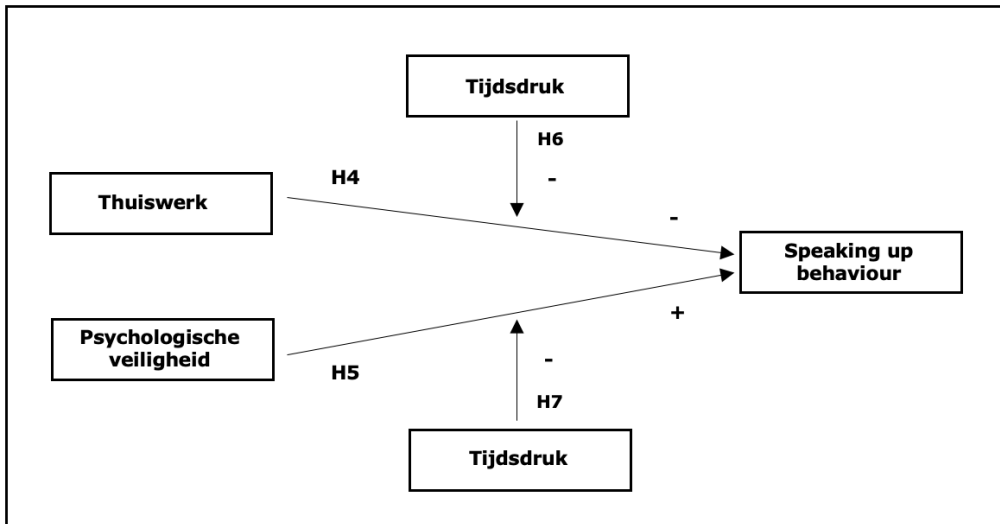 Tijdsdruk
H6
-
H4
Thuiswerk
-
Speaking up
behaviour
+
Psychologische
veiligheid
H5
-
H7
Tijdsdruk